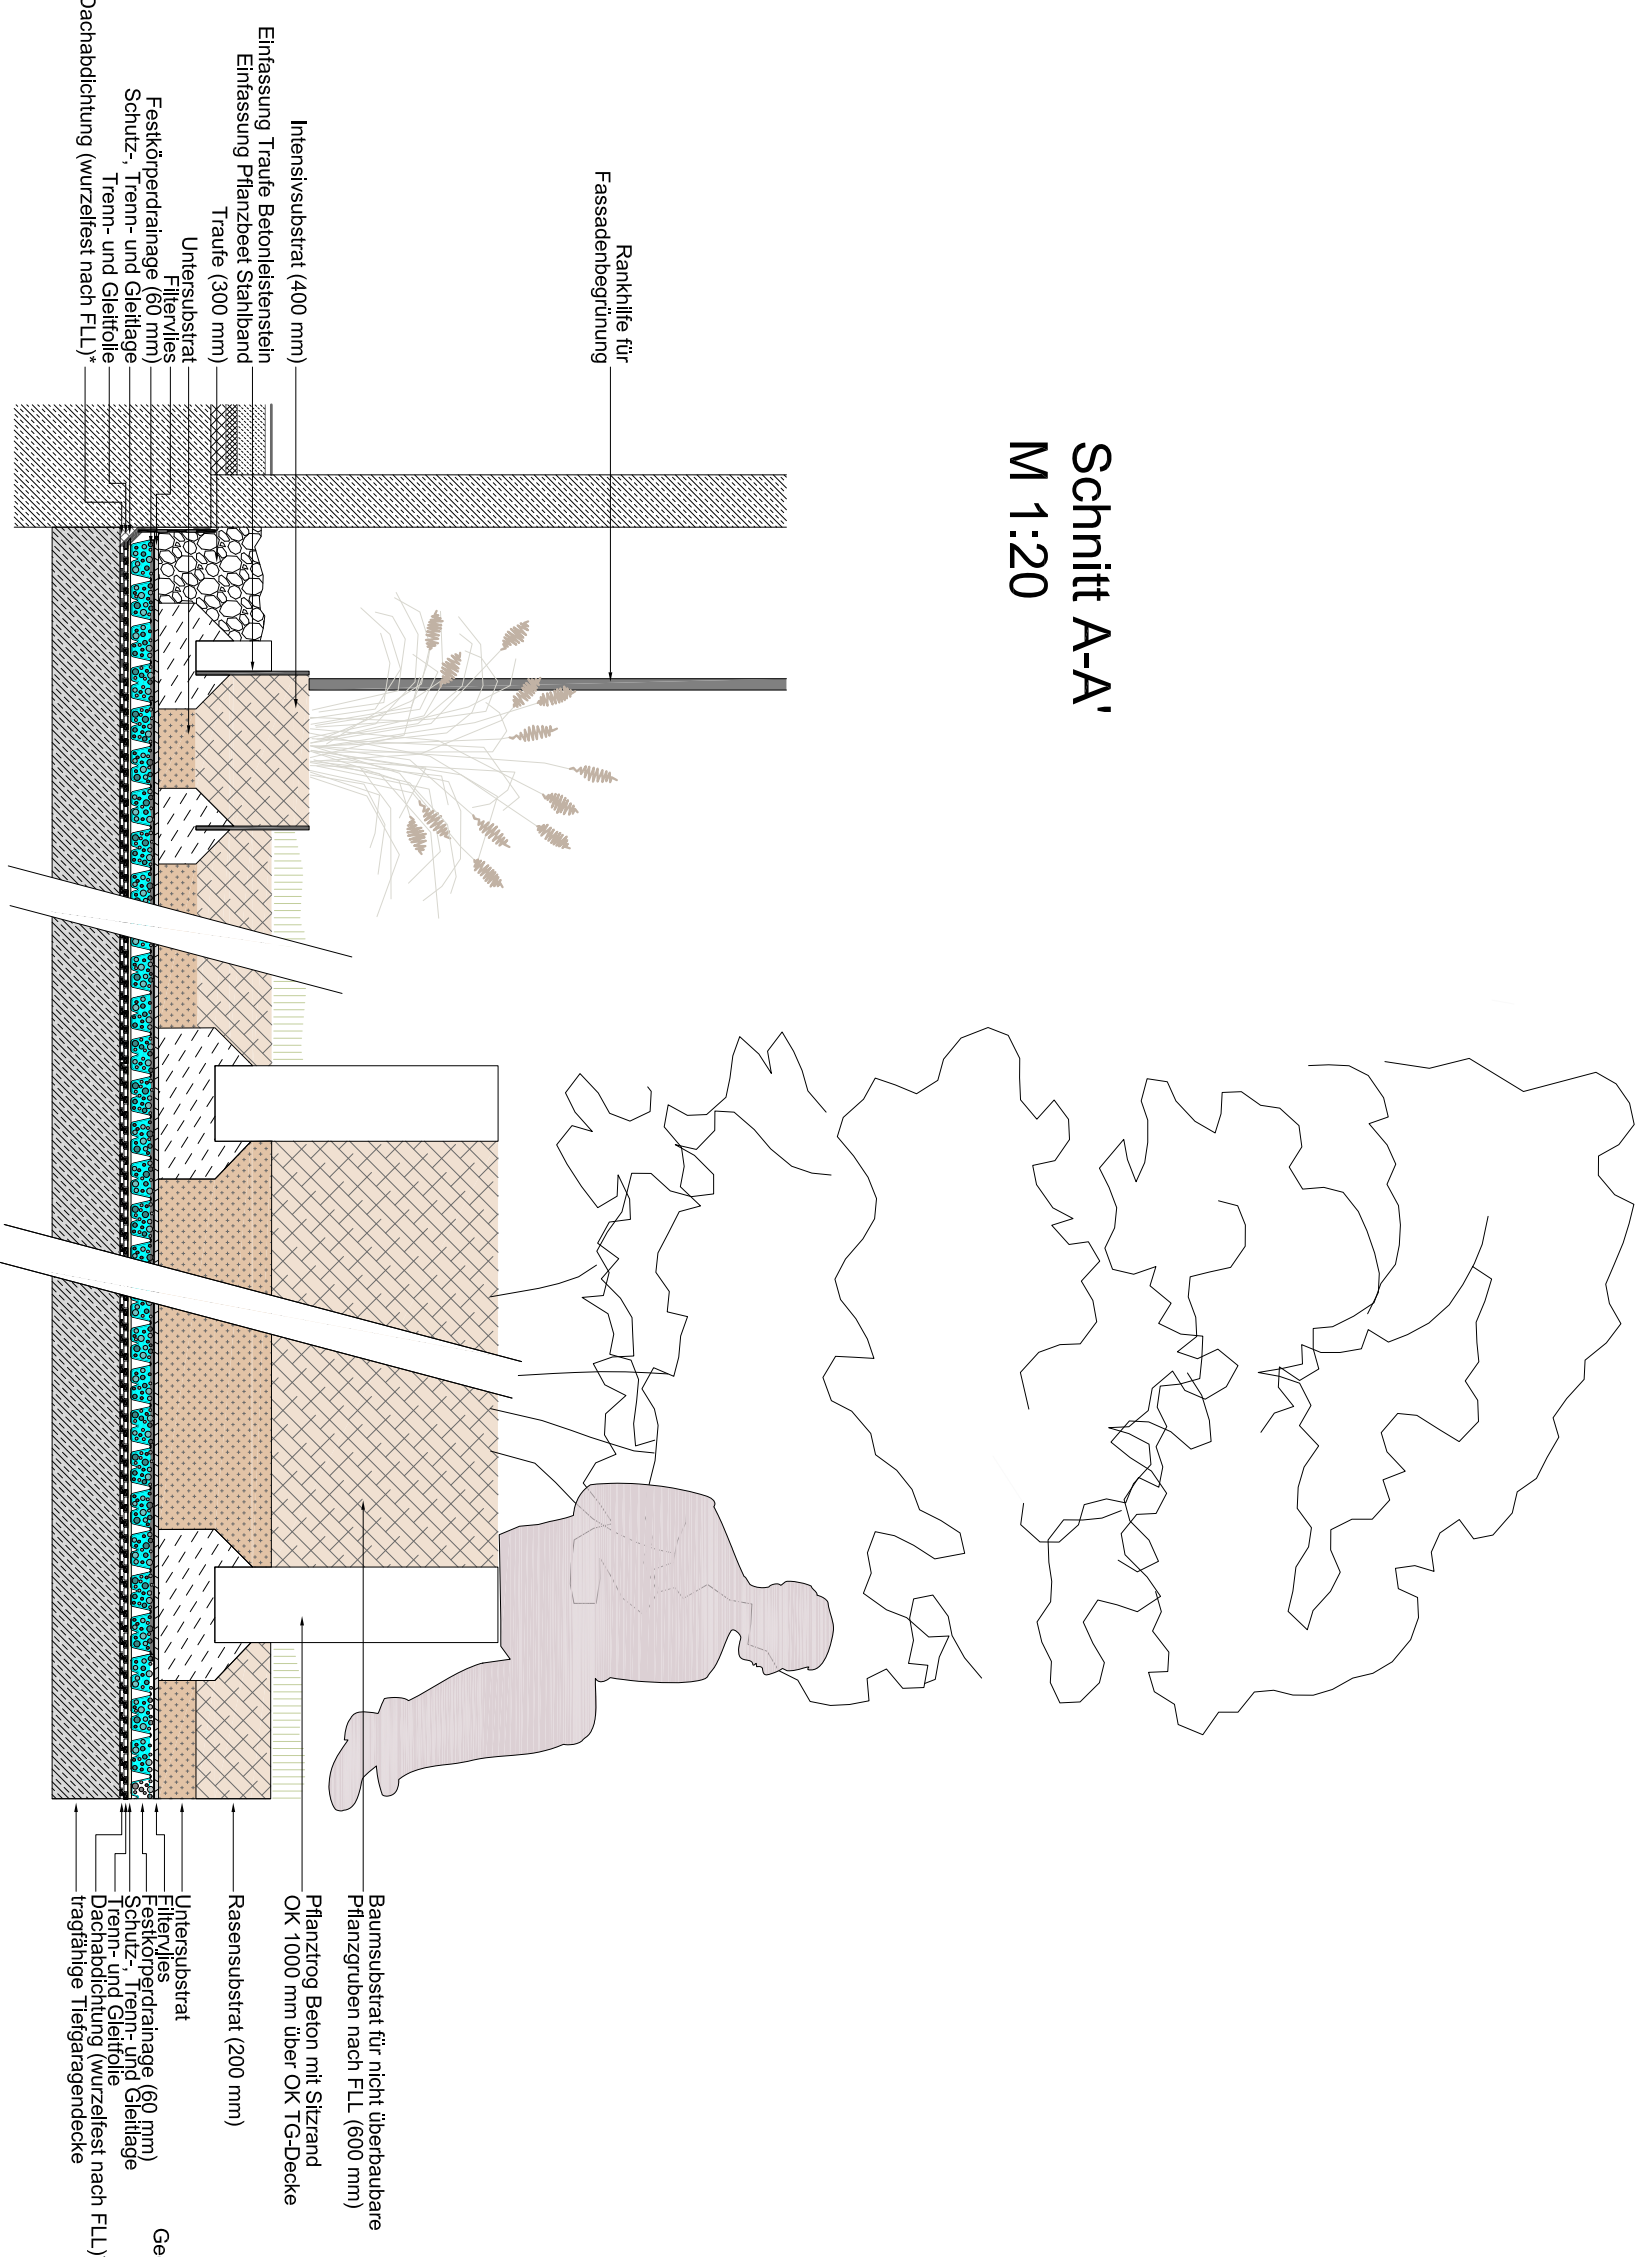 Schnitt A-A'
M 1:20
Rankhilfe für
Fassadenbegrünung
Intensivsubstrat (400 mm)
Einfassung Traufe Betonleistenstein
Einfassung Pflanzbeet Stahlband
Traufe (300 mm)
Untersubstrat
Filtervlies
Festkörperdrainage (60 mm)
Schutz-, Trenn- und Gleitlage
Trenn- und Gleitfolie
Dachabdichtung (wurzelfest nach FLL)*
Baumsubstrat für nicht überbaubare
Pflanzgruben nach FLL (600 mm)
Pflanztrog Beton mit Sitzrand
OK 1000 mm über OK TG-Decke
Rasensubstrat (200 mm)
Untersubstrat
Filtervlies
Festkörperdrainage (60 mm)
Schutz-, Trenn- und Gleitlage
Trenn- und Gleitfolie
Dachabdichtung (wurzelfest nach FLL)
tragfähige Tiefgaragendecke
Ge